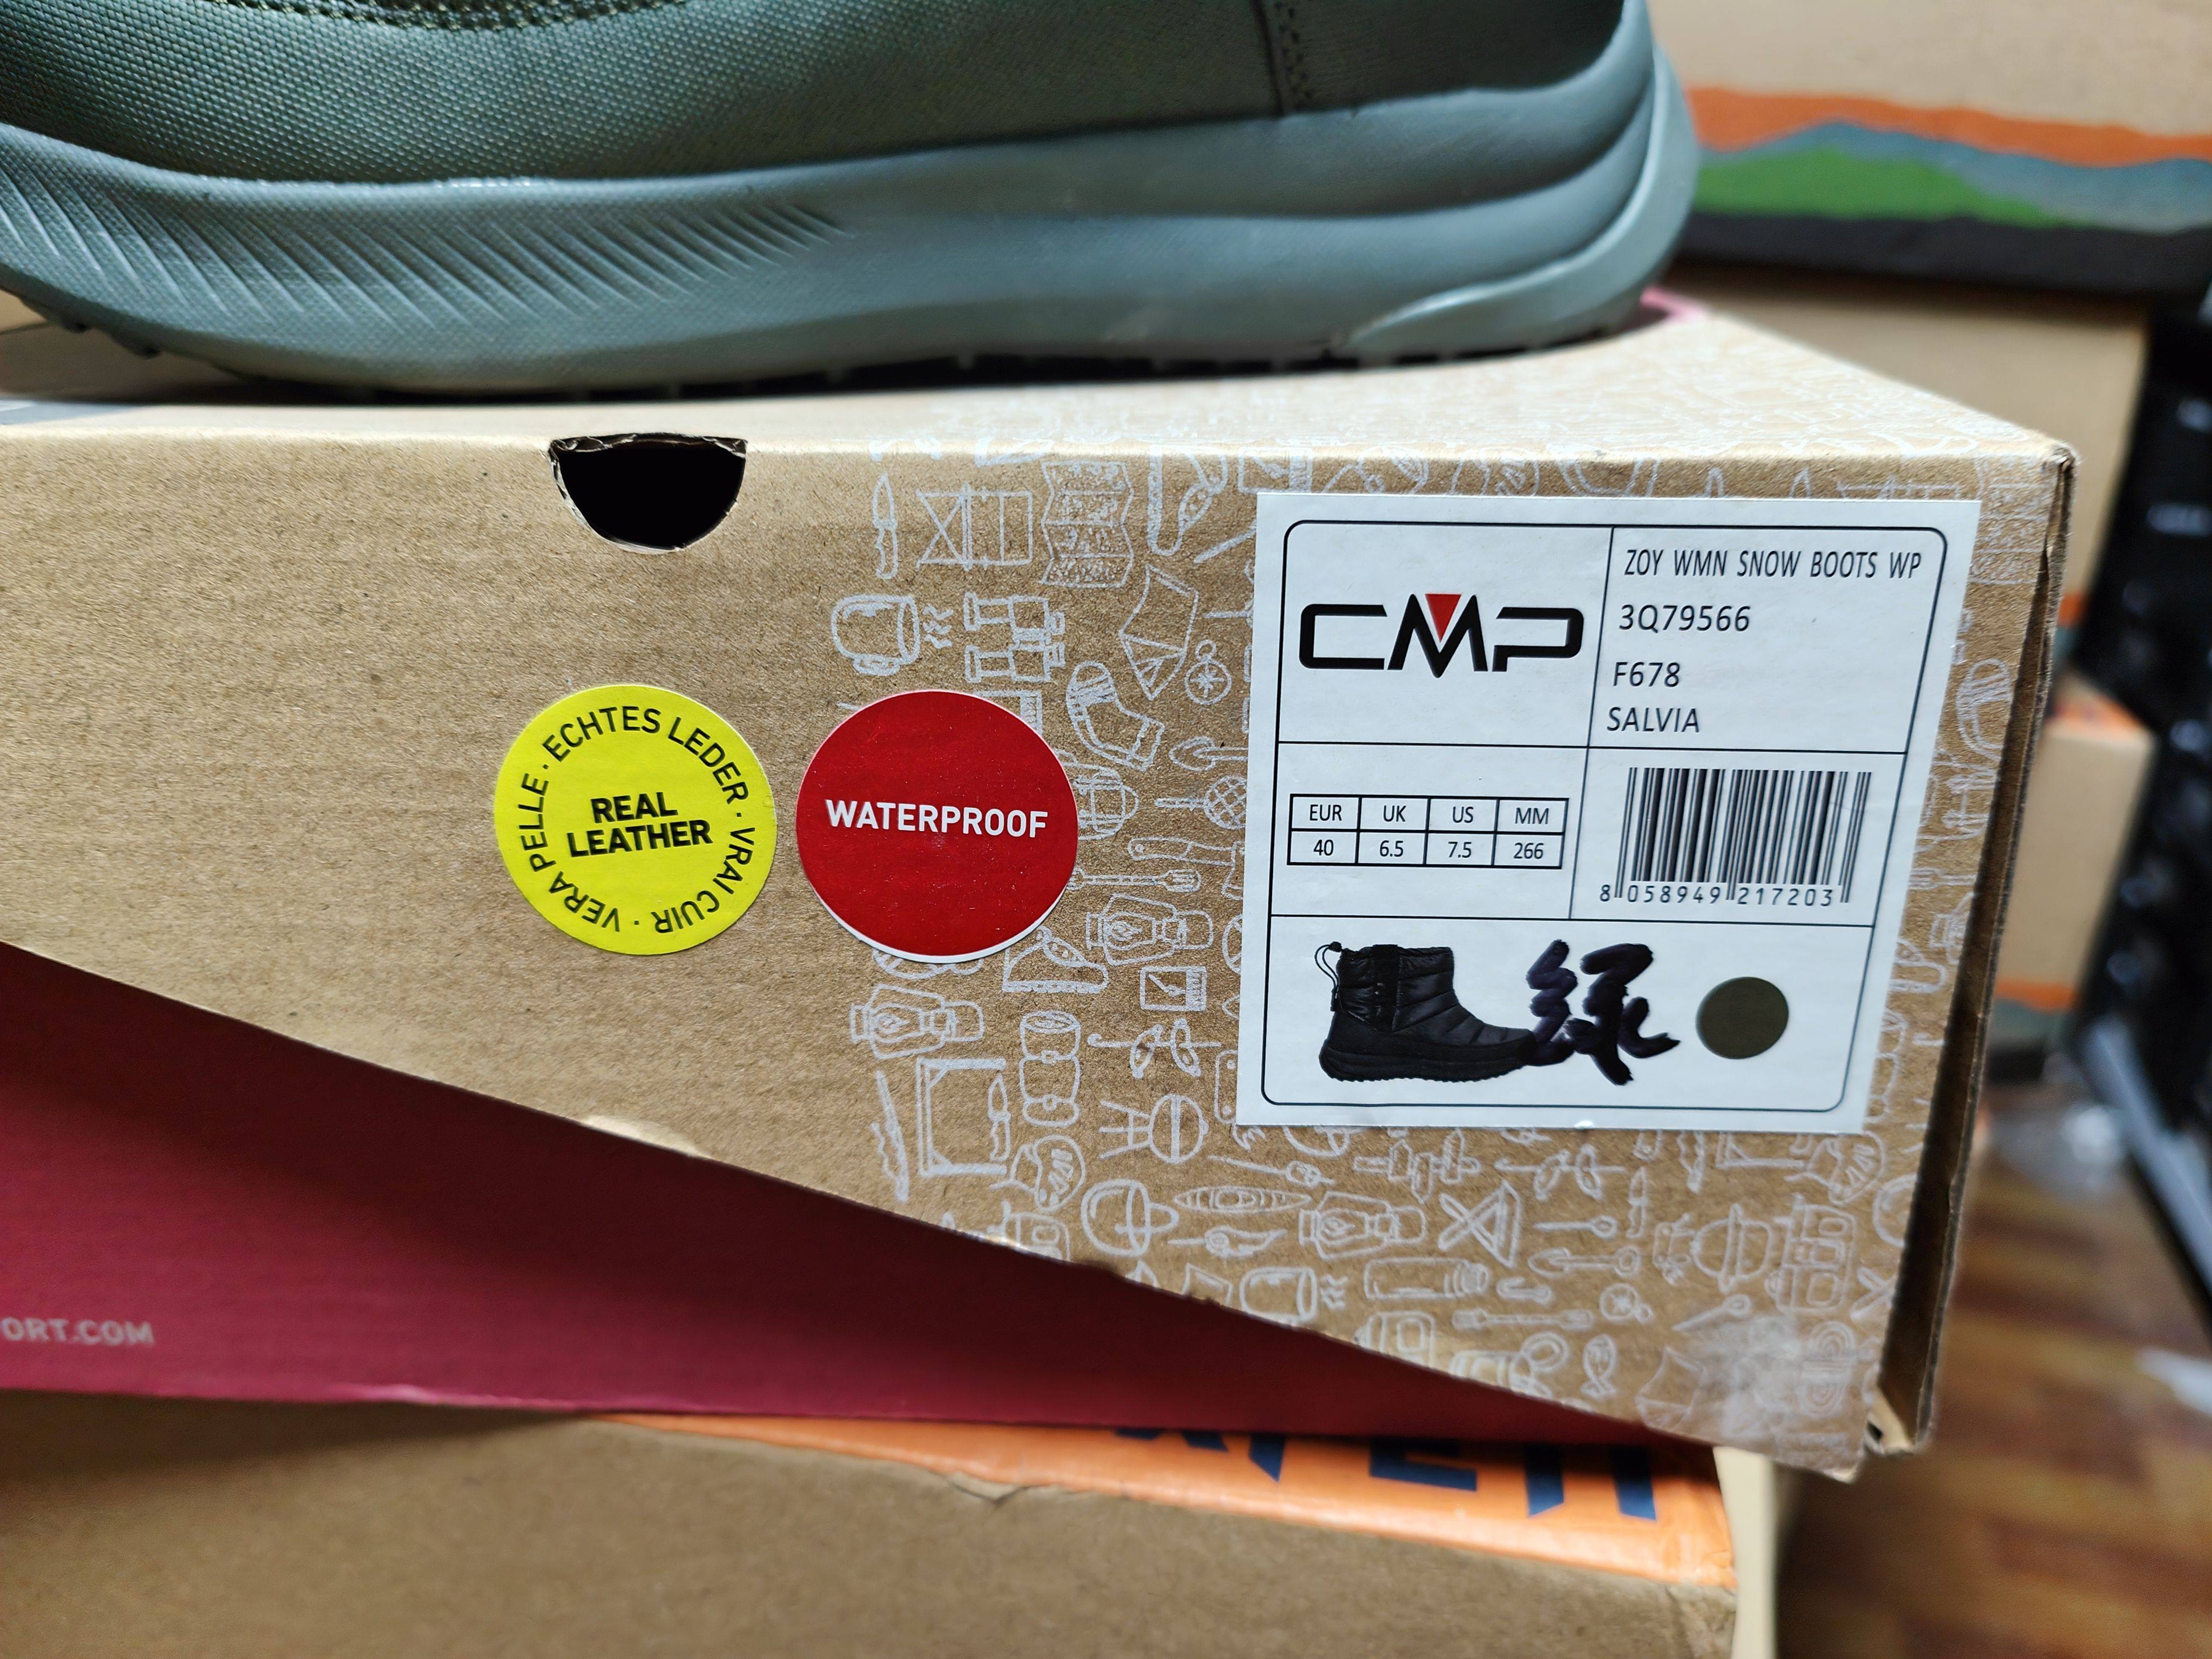 CMP
ZOY WMN SNOW BOOTS WP
3Q79566
F678
SALVIA
EUR UK US MM
40 6.5 7.5 266
8 058949 217203
緑
ECHTES LEDER · VRAI CUIR · VERA PELLE ·
REAL
LEATHER
WATERPROOF
ORT.COM